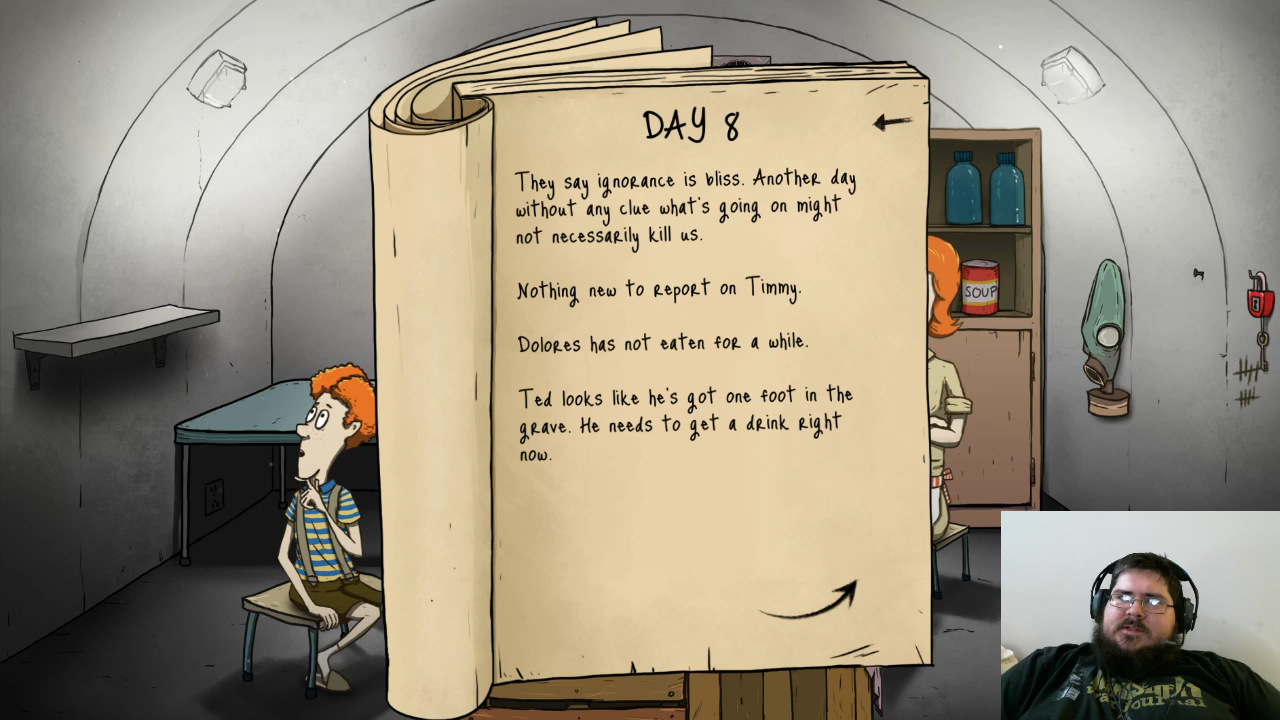 DAY 8
They say ignorance is bliss. Another day
without any clue what's going on might
not necessarily kill us.
Nothing new to report on Timmy.
Dolores has not eaten for a while.
Ted looks like he's got one foot in the
grave. He needs to get a drink right
now.
SOUP